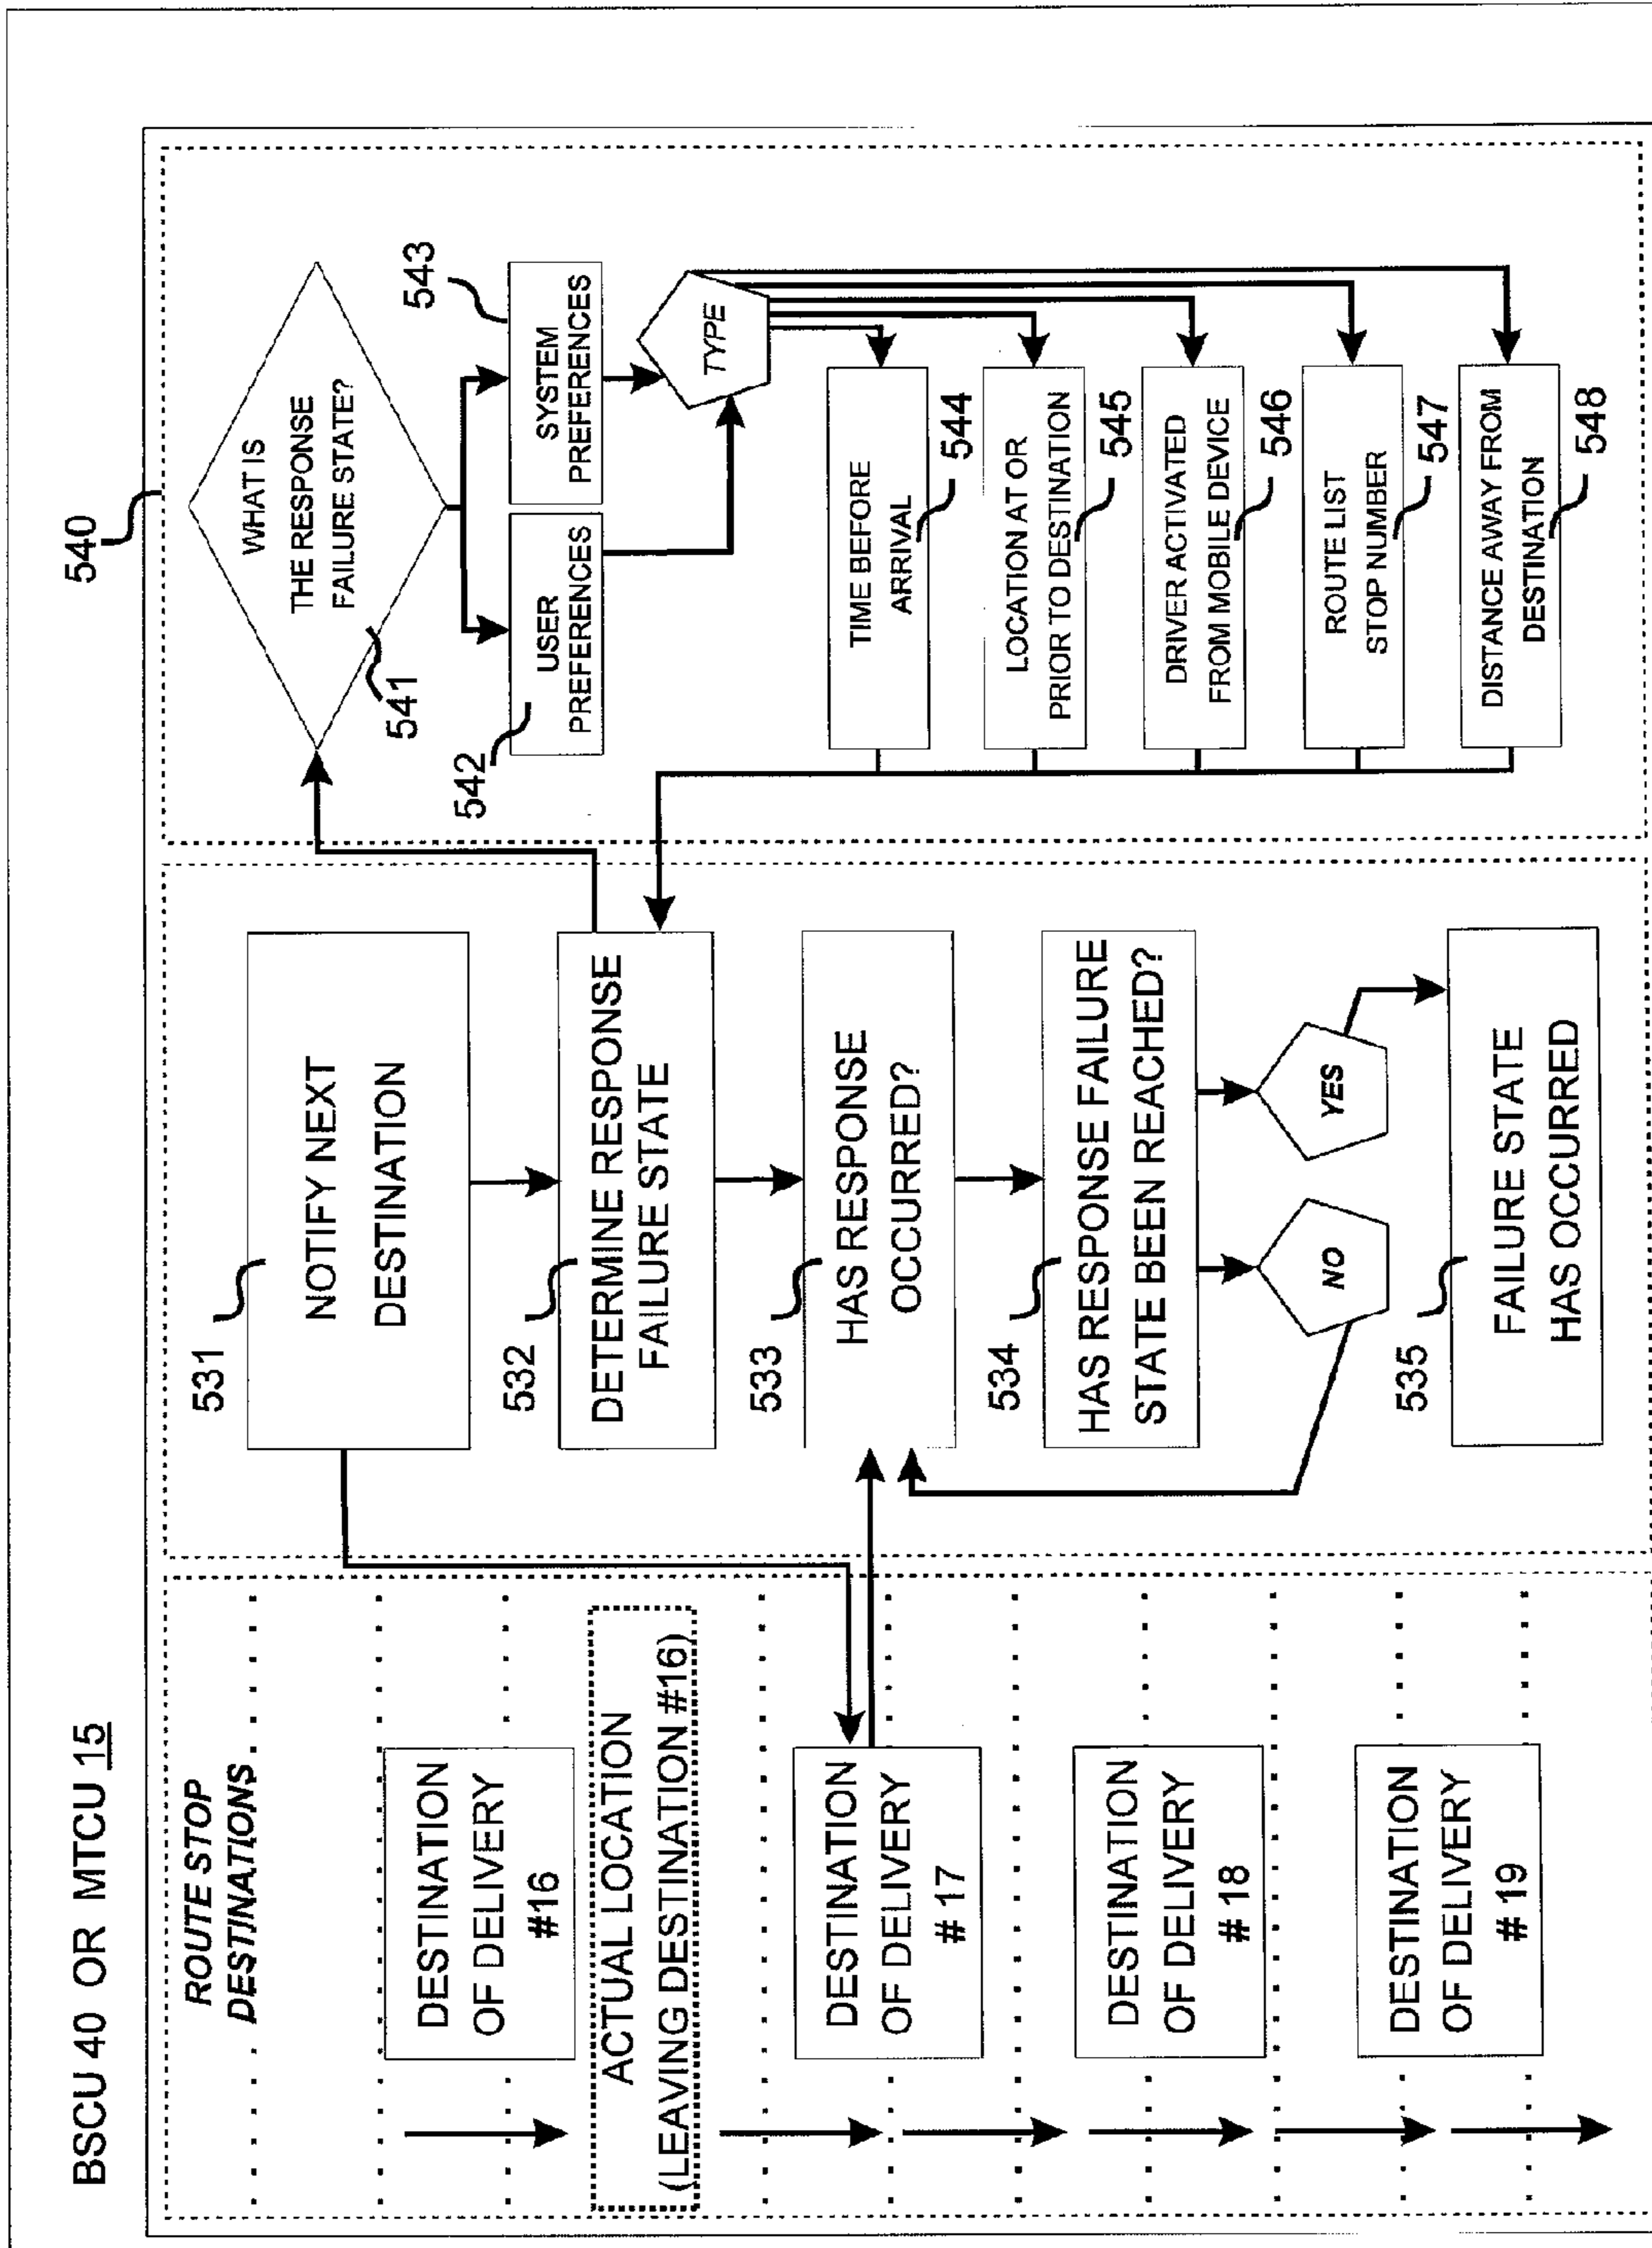 BSCU 40 OR MTCU 15
ROUTE STOP
DESTINATIONS
DESTINATION
OF DELIVERY
#16
ACTUAL LOCATION
(LEAVING DESTINATION #16)
DESTINATION
OF DELIVERY
# 17
DESTINATION
OF DELIVERY
# 18
DESTINATION
OF DELIVERY
# 19
531
NOTIFY NEXT
DESTINATION
532
DETERMINE RESPONSE
FAILURE STATE
533
HAS RESPONSE
OCCURRED?
534
HAS RESPONSE FAILURE
STATE BEEN REACHED?
NO
YES
535
FAILURE STATE
HAS OCCURRED
540
WHAT IS
THE RESPONSE
FAILURE STATE?
541
542
USER
PREFERENCES
543
SYSTEM
PREFERENCES
TYPE
TIME BEFORE
ARRIVAL
544
LOCATION AT OR
PRIOR TO DESTINATION
545
DRIVER ACTIVATED
FROM MOBILE DEVICE
546
ROUTE LIST
STOP NUMBER
547
DISTANCE AWAY FROM
DESTINATION
548